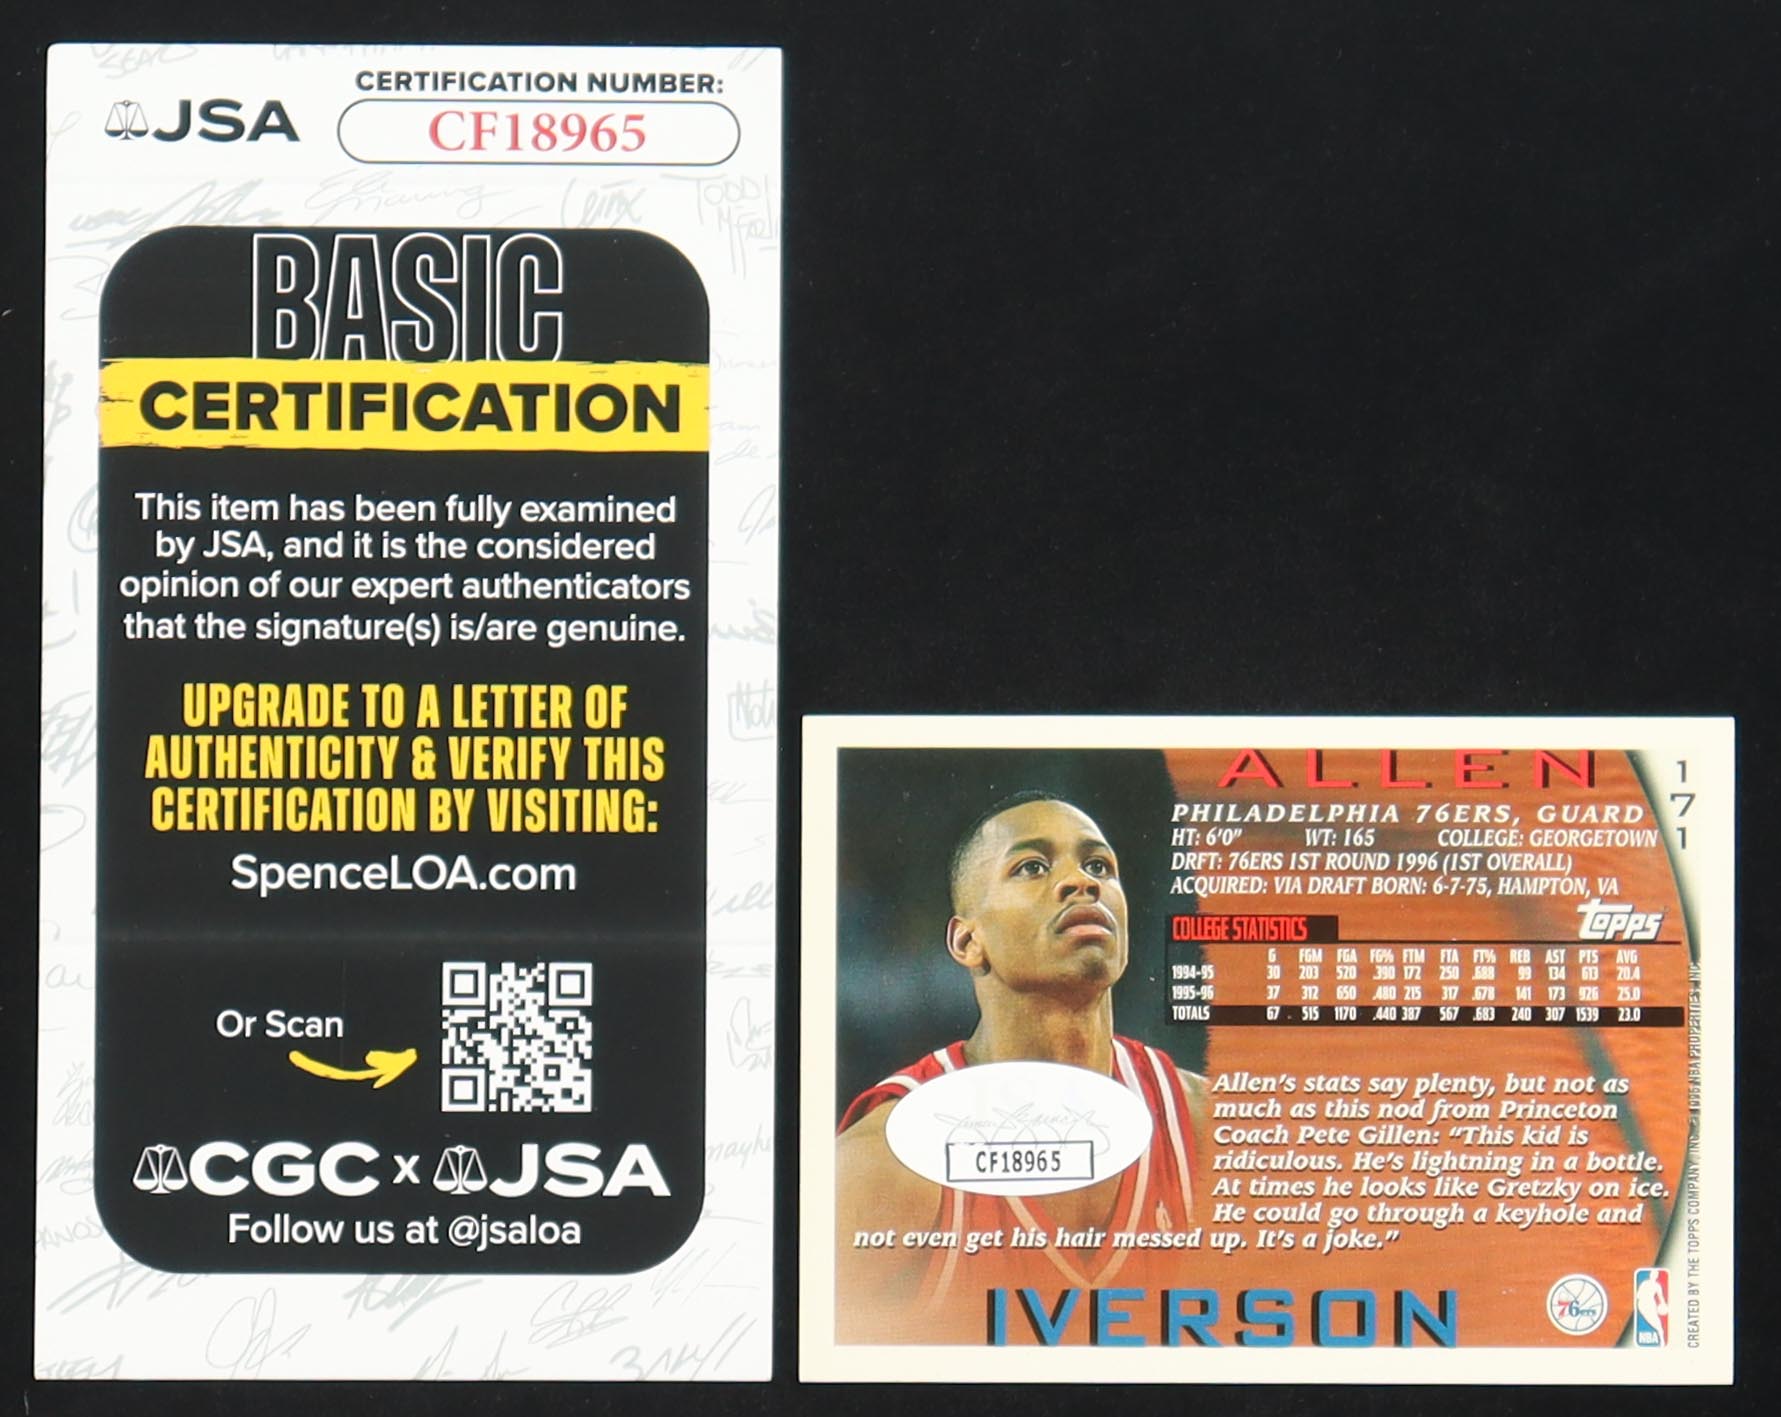 CERTIFICATION NUMBER:
JSA
CF18965
BASIC
CERTIFICATION
This item has been fully examined
by JSA, and it is the considered
opinion of our expert authenticators
that the signature(s) is/are genuine.
UPGRADE TO A LETTER OF
AUTHENTICITY & VERIFY THIS
CERTIFICATION BY VISITING:
SpenceLOA.com
Or Scan
CGC x JSA
Follow us at @jsaloa
ALLEN
171
PHILADELPHIA 76ERS, GUARD
HT: 6'0" WT: 165 COLLEGE: GEORGETOWN
DRFT: 76ERS 1ST ROUND 1996 (1ST OVERALL)
ACQUIRED: VIA DRAFT BORN: 6-7-75, HAMPTON, VA
Topps
COLLEGE STATISTICS
G FGM FGA FG% FTM FTA FT% REB AST PTS AVG
1994-95 30 203 520 .390 172 250 .688 99 134 613 20.4
1995-96 37 312 650 .480 215 317 .678 141 173 926 25.0
TOTALS 67 515 1170 .440 387 567 .683 240 307 1539 23.0
Allen's stats say plenty, but not as
much as this nod from Princeton
Coach Pete Gillen: "This kid is
ridiculous. He's lightning in a bottle.
At times he looks like Gretzky on ice.
He could go through a keyhole and
not even get his hair messed up. It's a joke."
CF18965
IVERSON
76ers
NBA
CREATED BY THE TOPPS COMPANY, INC. NBA PROPERTIES, INC.